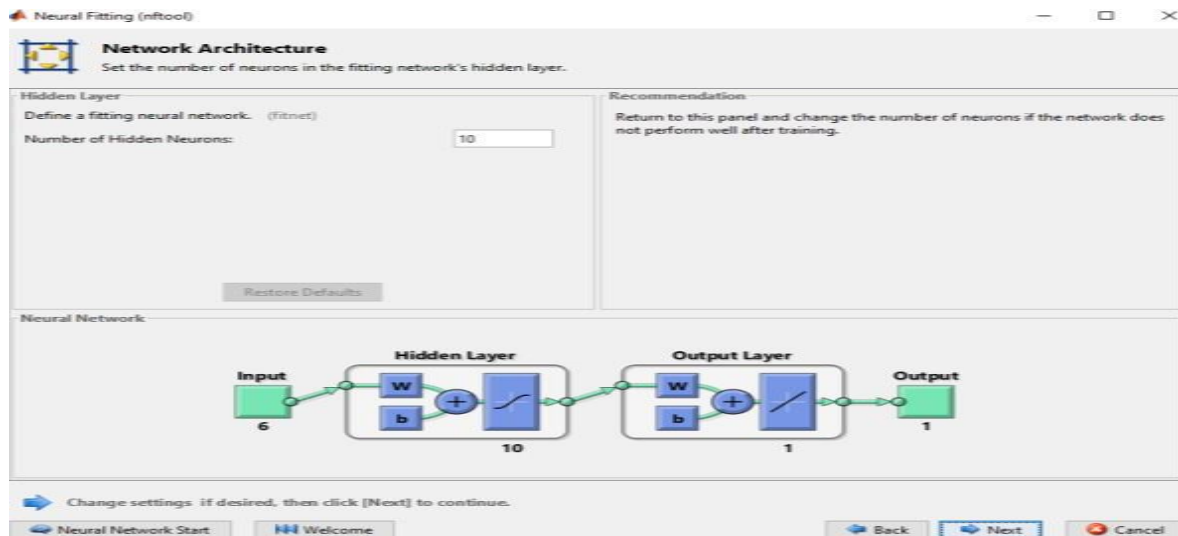 Neural Fitting (nftool)
Network Architecture
Set the number of neurons in the fitting network's hidden layer.
Hidden Layer
Define a fitting neural network. (fitnet)
Number of Hidden Neurons: 10
Restore Defaults
Recommendation
Return to this panel and change the number of neurons if the network does
not perform well after training.
Neural Network
Hidden Layer
Output Layer
Input
Output
W
b
W
b
6
10
1
1
Change settings if desired, then click [Next] to continue.
Neural Network Start
Welcome
Back
Next
Cancel